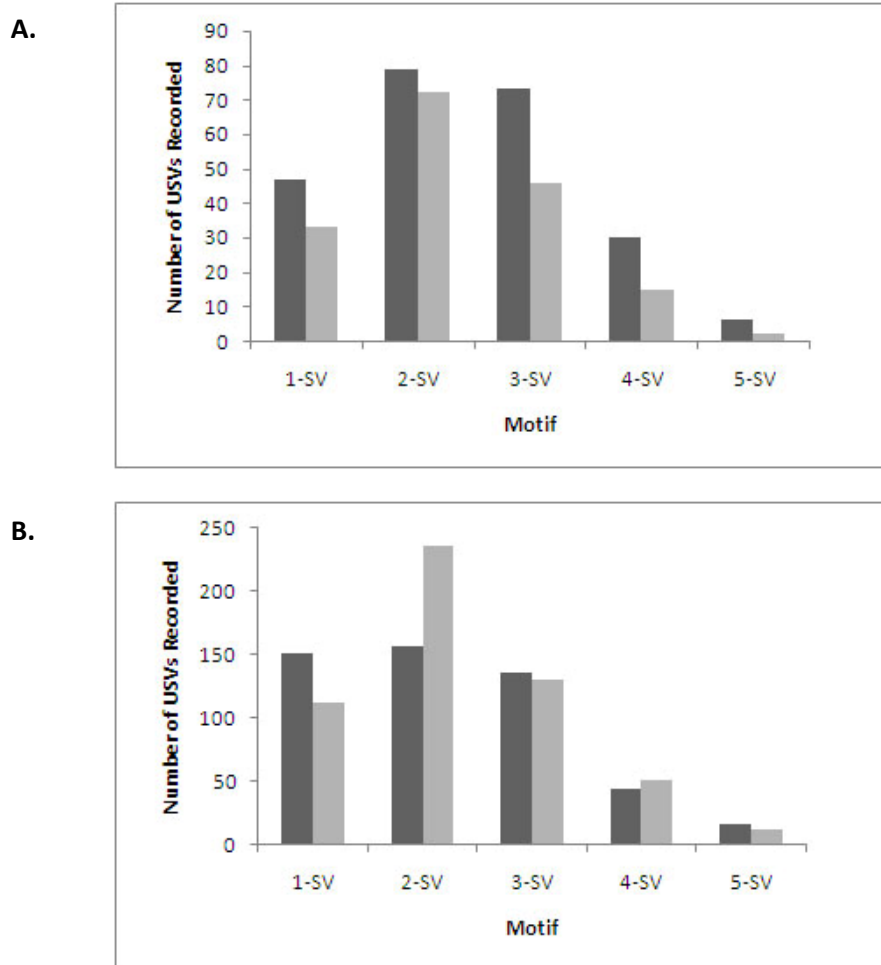 A.
Number of USVs Recorded
90
80
70
60
50
40
30
20
10
0
1-SV 2-SV 3-SV 4-SV 5-SV
Motif
B.
Number of USVs Recorded
250
200
150
100
50
0
1-SV 2-SV 3-SV 4-SV 5-SV
Motif